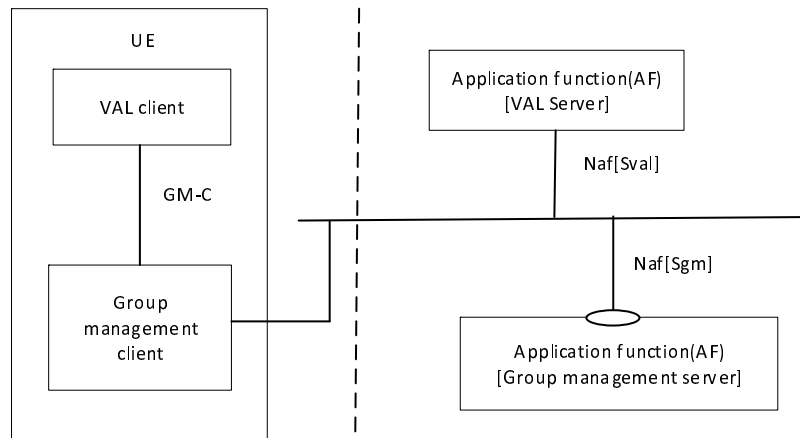 UE
VAL client
GM-C
Group
management
client
Application function(AF)
[VAL Server]
Naf[Sval]
Naf[Sgm]
Application function(AF)
[Group management server]